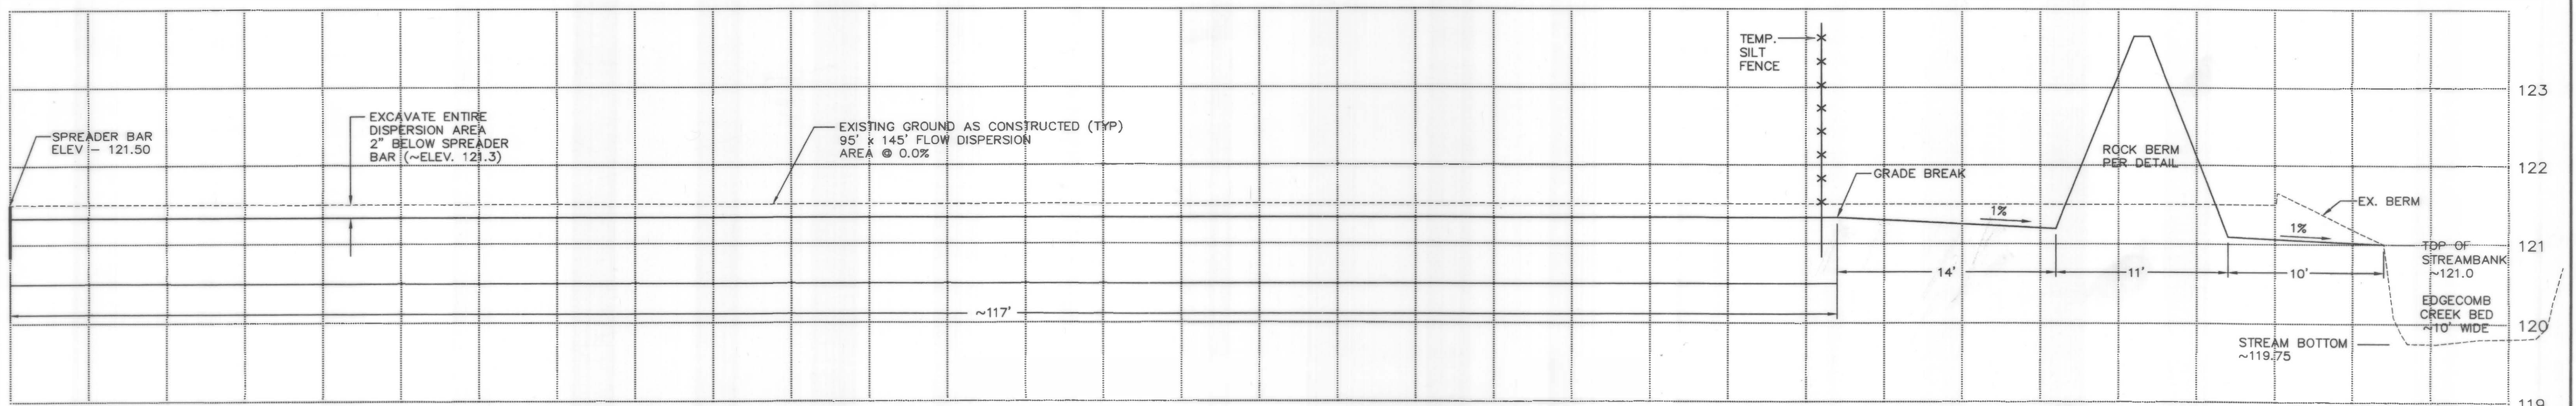 SPREADER BAR
ELEV - 121.50
EXCAVATE ENTIRE
DISPERSION AREA
2" BELOW SPREADER
BAR (~ELEV. 121.3)
EXISTING GROUND AS CONSTRUCTED (TYP)
95' x 145' FLOW DISPERSION
AREA @ 0.0%
TEMP.
SILT
FENCE
GRADE BREAK
1%
ROCK BERM
PER DETAIL
EX. BERM
1%
TOP OF
STREAMBANK
~121.0
EDGECOMB
CREEK BED
~10' WIDE
STREAM BOTTOM
~119.75
14'
11'
10'
~117'
123
122
121
120
119